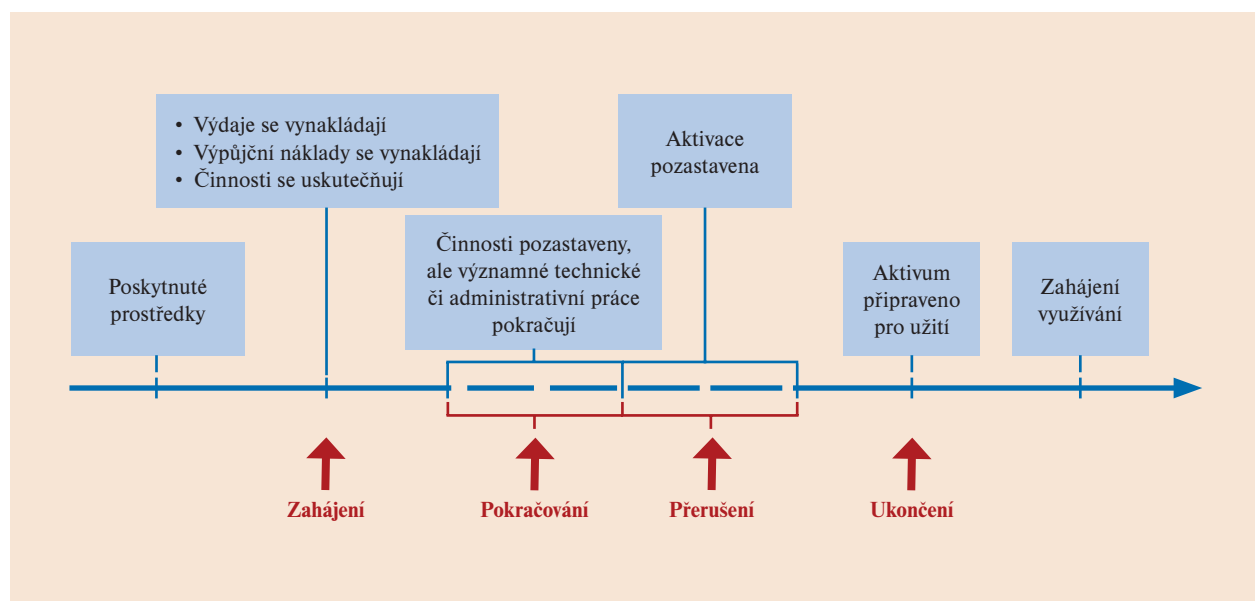 • Výdaje se vynakládají
• Výpůjční náklady se vynakládají
• Činnosti se uskutečňují
Aktivace
pozastavena
Poskytnuté
prostředky
Činnosti pozastaveny,
ale významné technické
či administrativní práce
pokračují
Aktivum
připraveno
pro užití
Zahájení
využívání
Zahájení
Pokračování
Přerušení
Ukončení